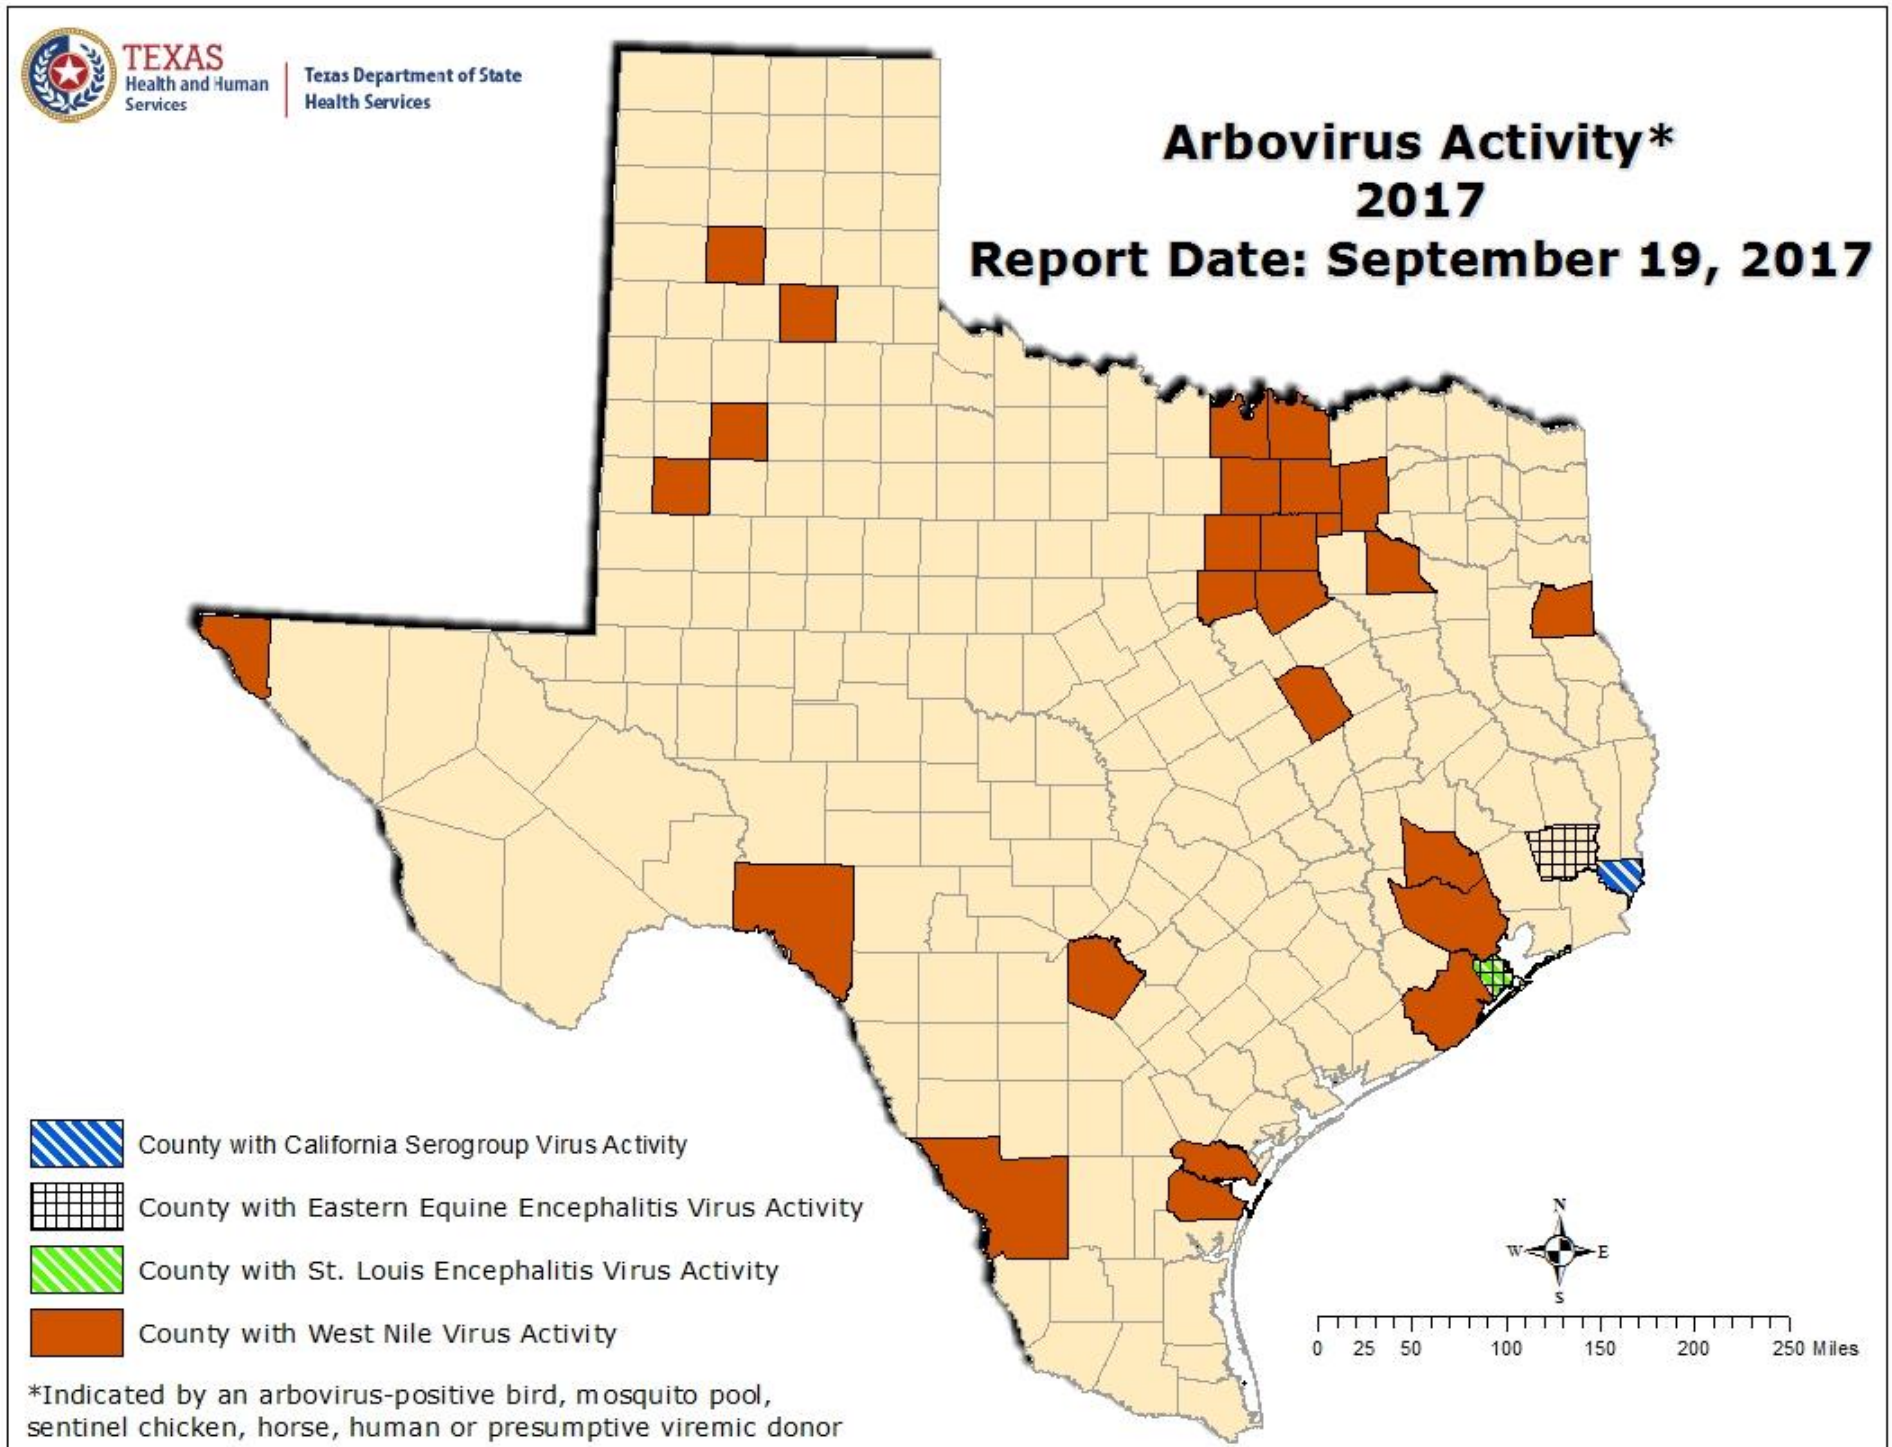 TEXAS
Health and Human
Services
Texas Department of State
Health Services
Arbovirus Activity*
2017
Report Date: September 19, 2017
County with California Serogroup Virus Activity
County with Eastern Equine Encephalitis Virus Activity
County with St. Louis Encephalitis Virus Activity
County with West Nile Virus Activity
*Indicated by an arbovirus-positive bird, mosquito pool,
sentinel chicken, horse, human or presumptive viremic donor
N
W E
S
0 25 50 100 150 200 250 Miles